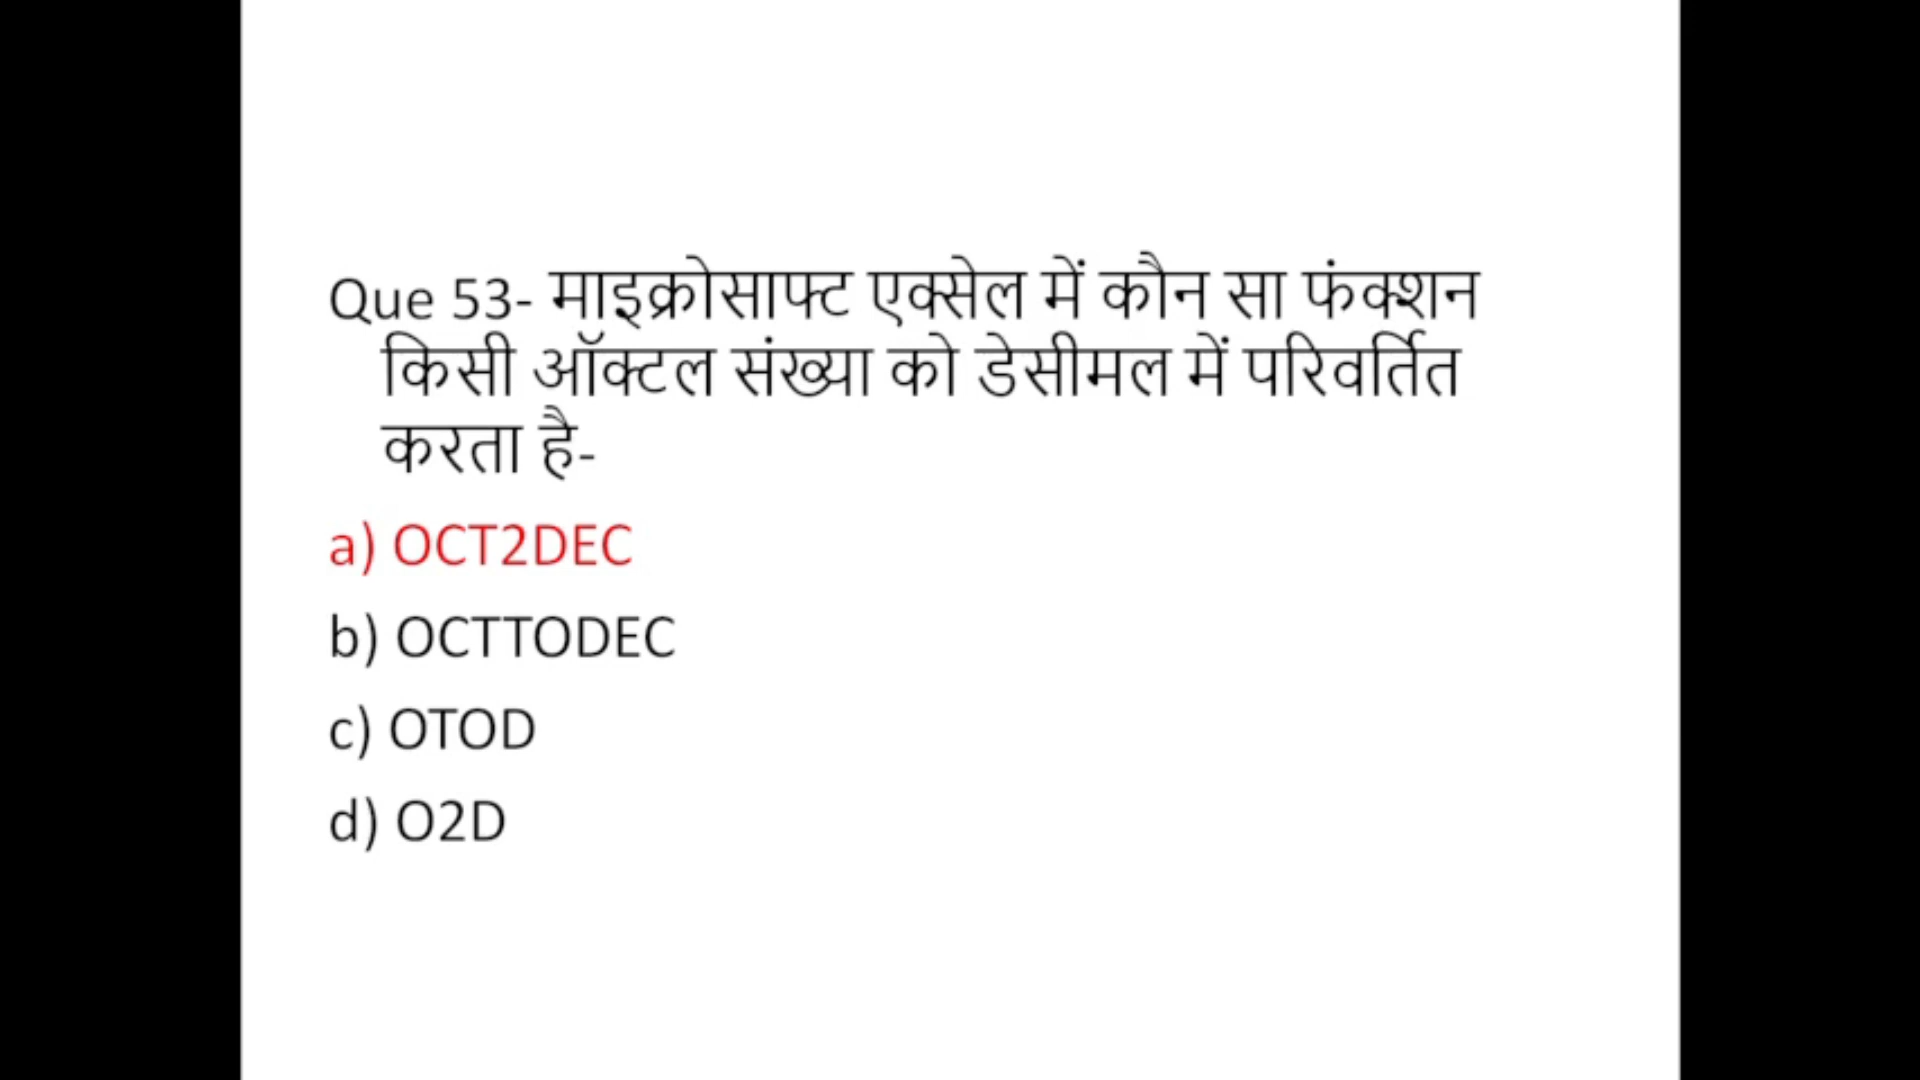 Que 53- माइक्रोसाफ्ट एक्सेल में कौन सा फंक्शन
किसी ऑक्टल संख्या को डेसीमल में परिवर्तित
करता है-
a) OCT2DEC
b) OCTTODEC
c) OTOD
d) O2D